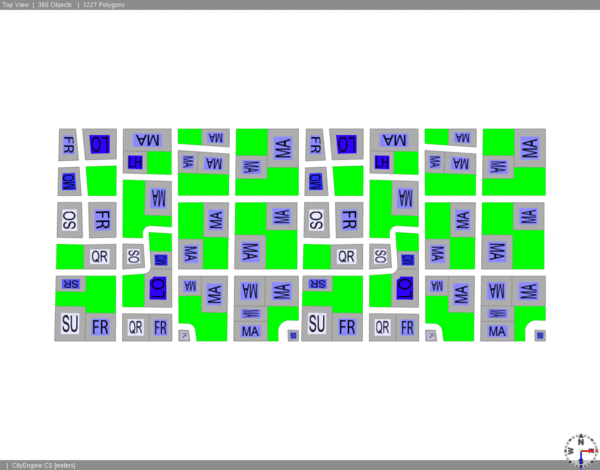 Top View | 360 Objects | 1227 Polygons
FR LO MA MA MA FR LO MA MA MA
LH MA MA MA LH MA MA MA
MA MA
OS FR MA MA OS FR MA MA
QR SO MA MA QR SO MA MA
SR LO MA MA MA MA SR LO MA MA MA MA
SU FR QR FR MA SU FR QR FR MA
N
W
S
| CityEngine CS [meters]